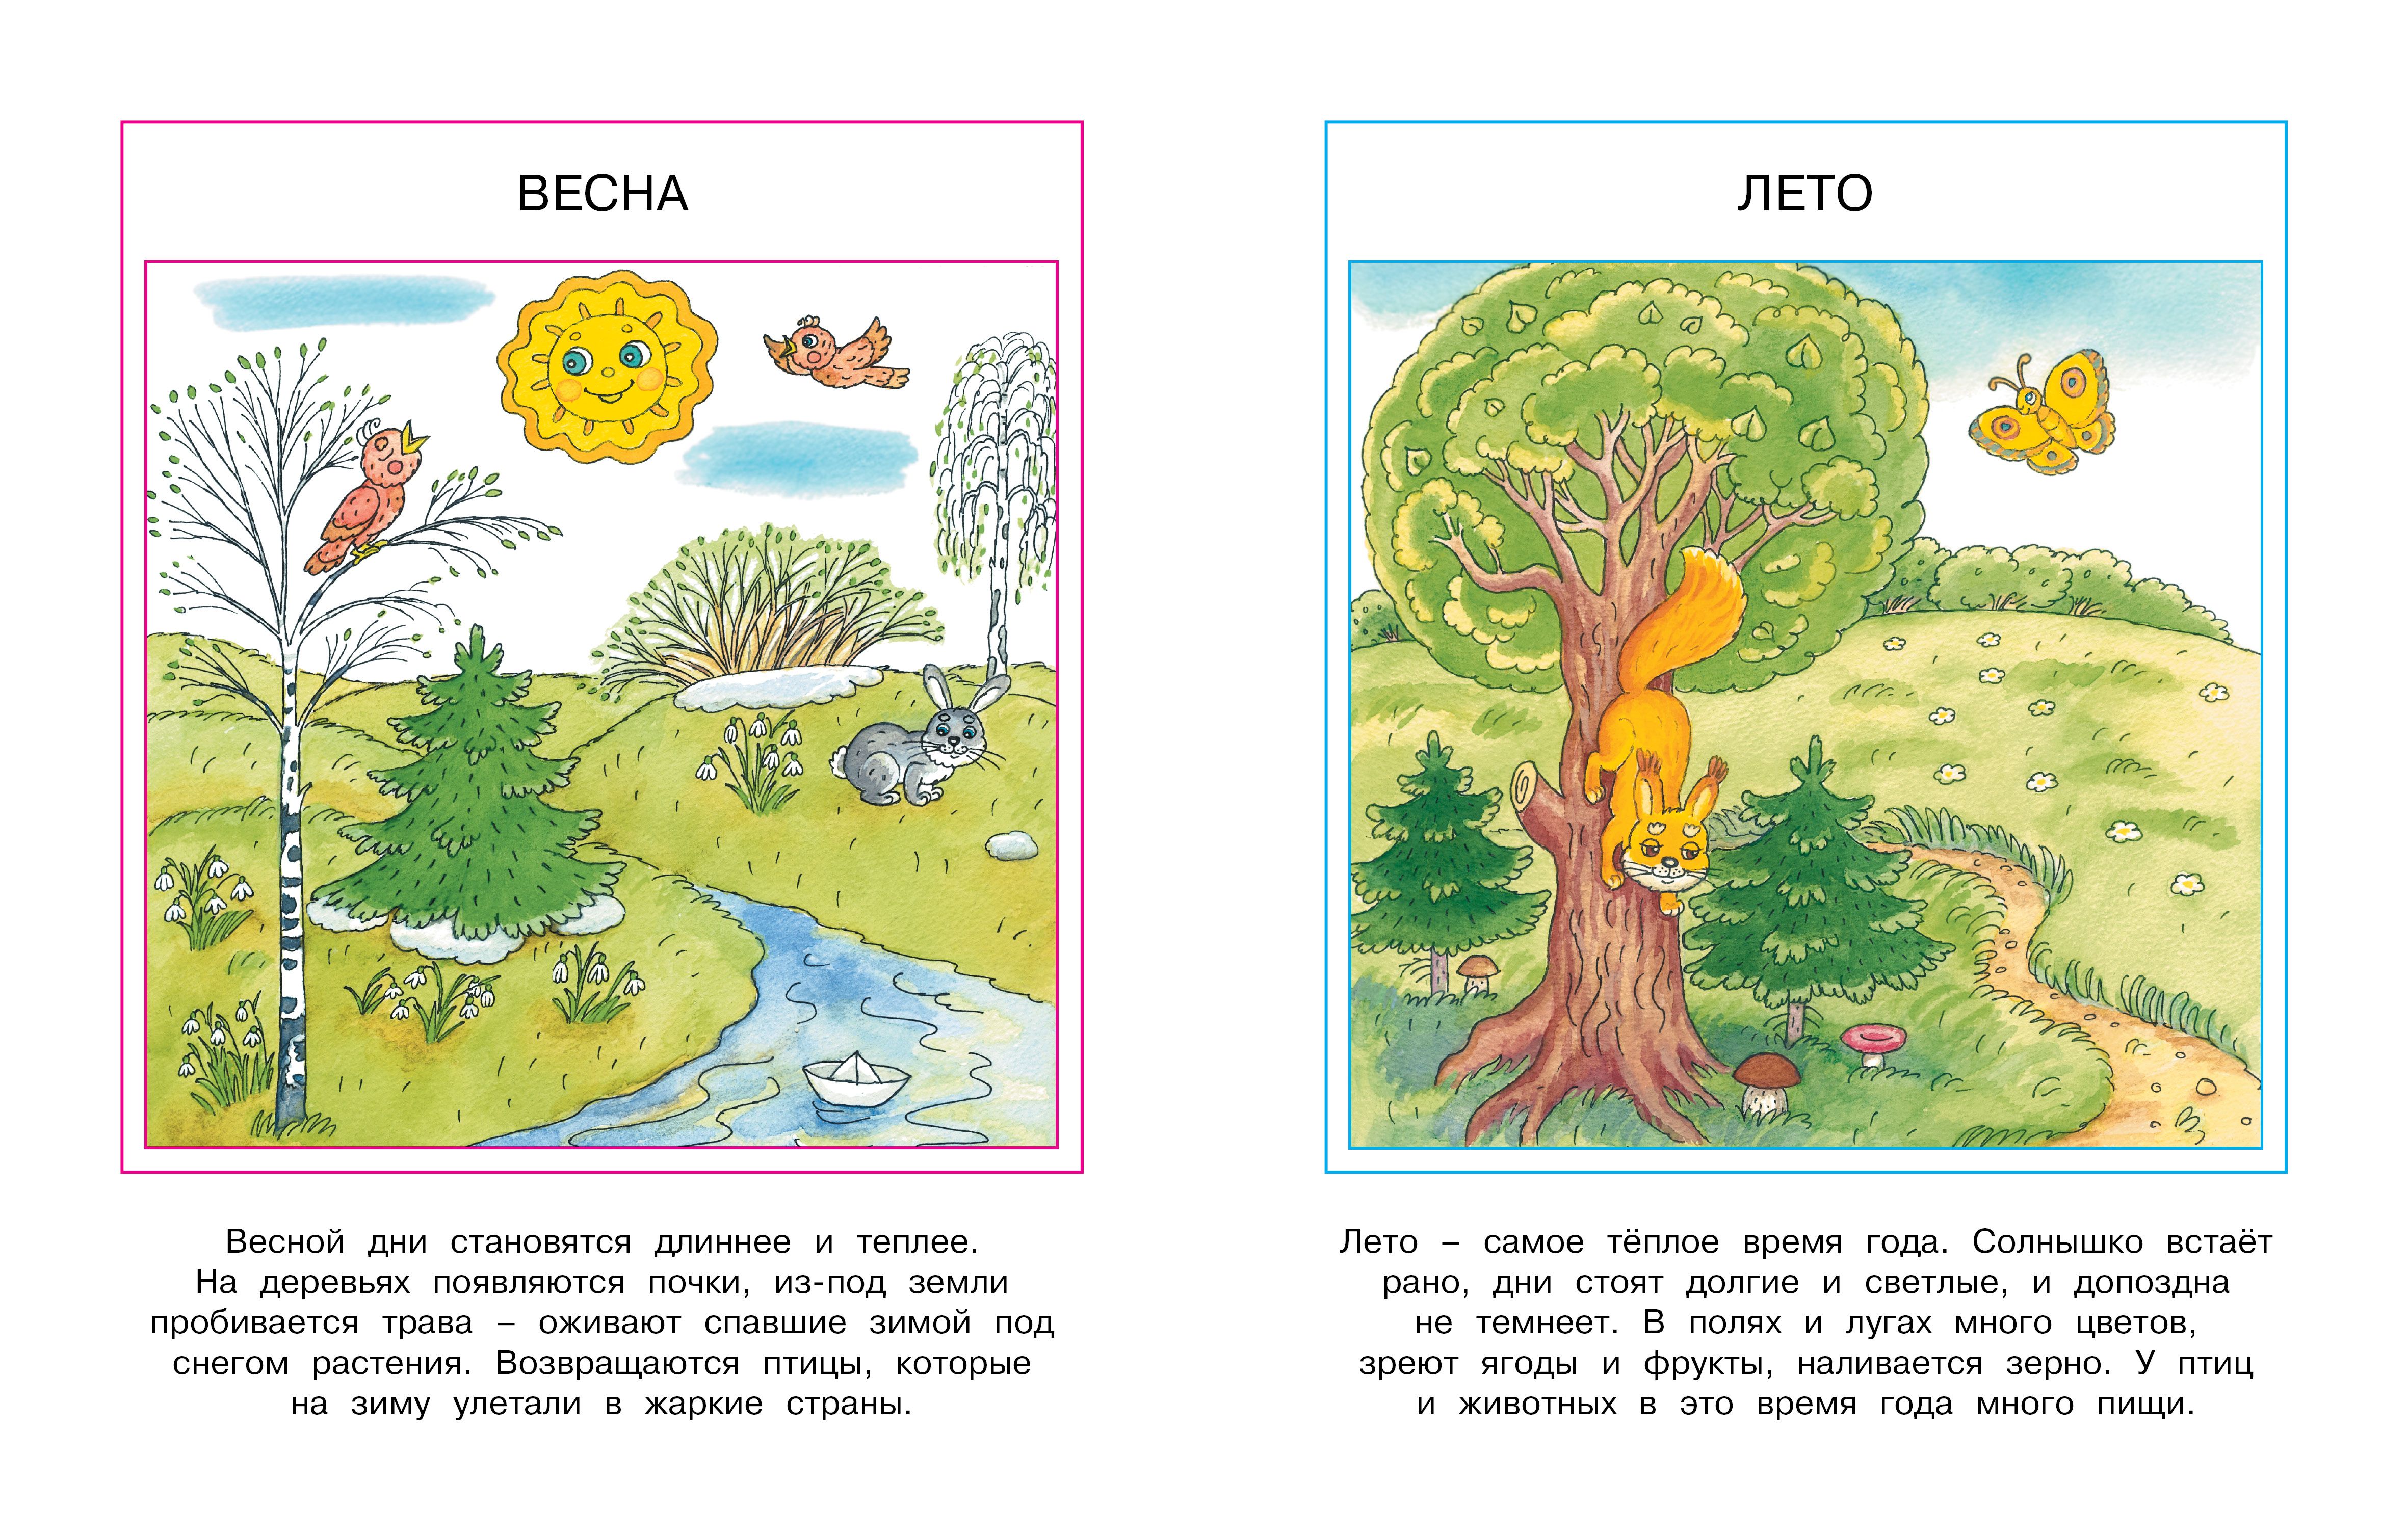 ВЕСНА
Весной дни становятся длиннее и теплее.
На деревьях появляются почки, из-под земли
пробивается трава – оживают спавшие зимой под
снегом растения. Возвращаются птицы, которые
на зиму улетали в жаркие страны.
ЛЕТО
Лето – самое тёплое время года. Солнышко встаёт
рано, дни стоят долгие и светлые, и допоздна
не темнеет. В полях и лугах много цветов,
зреют ягоды и фрукты, наливается зерно. У птиц
и животных в это время года много пищи.